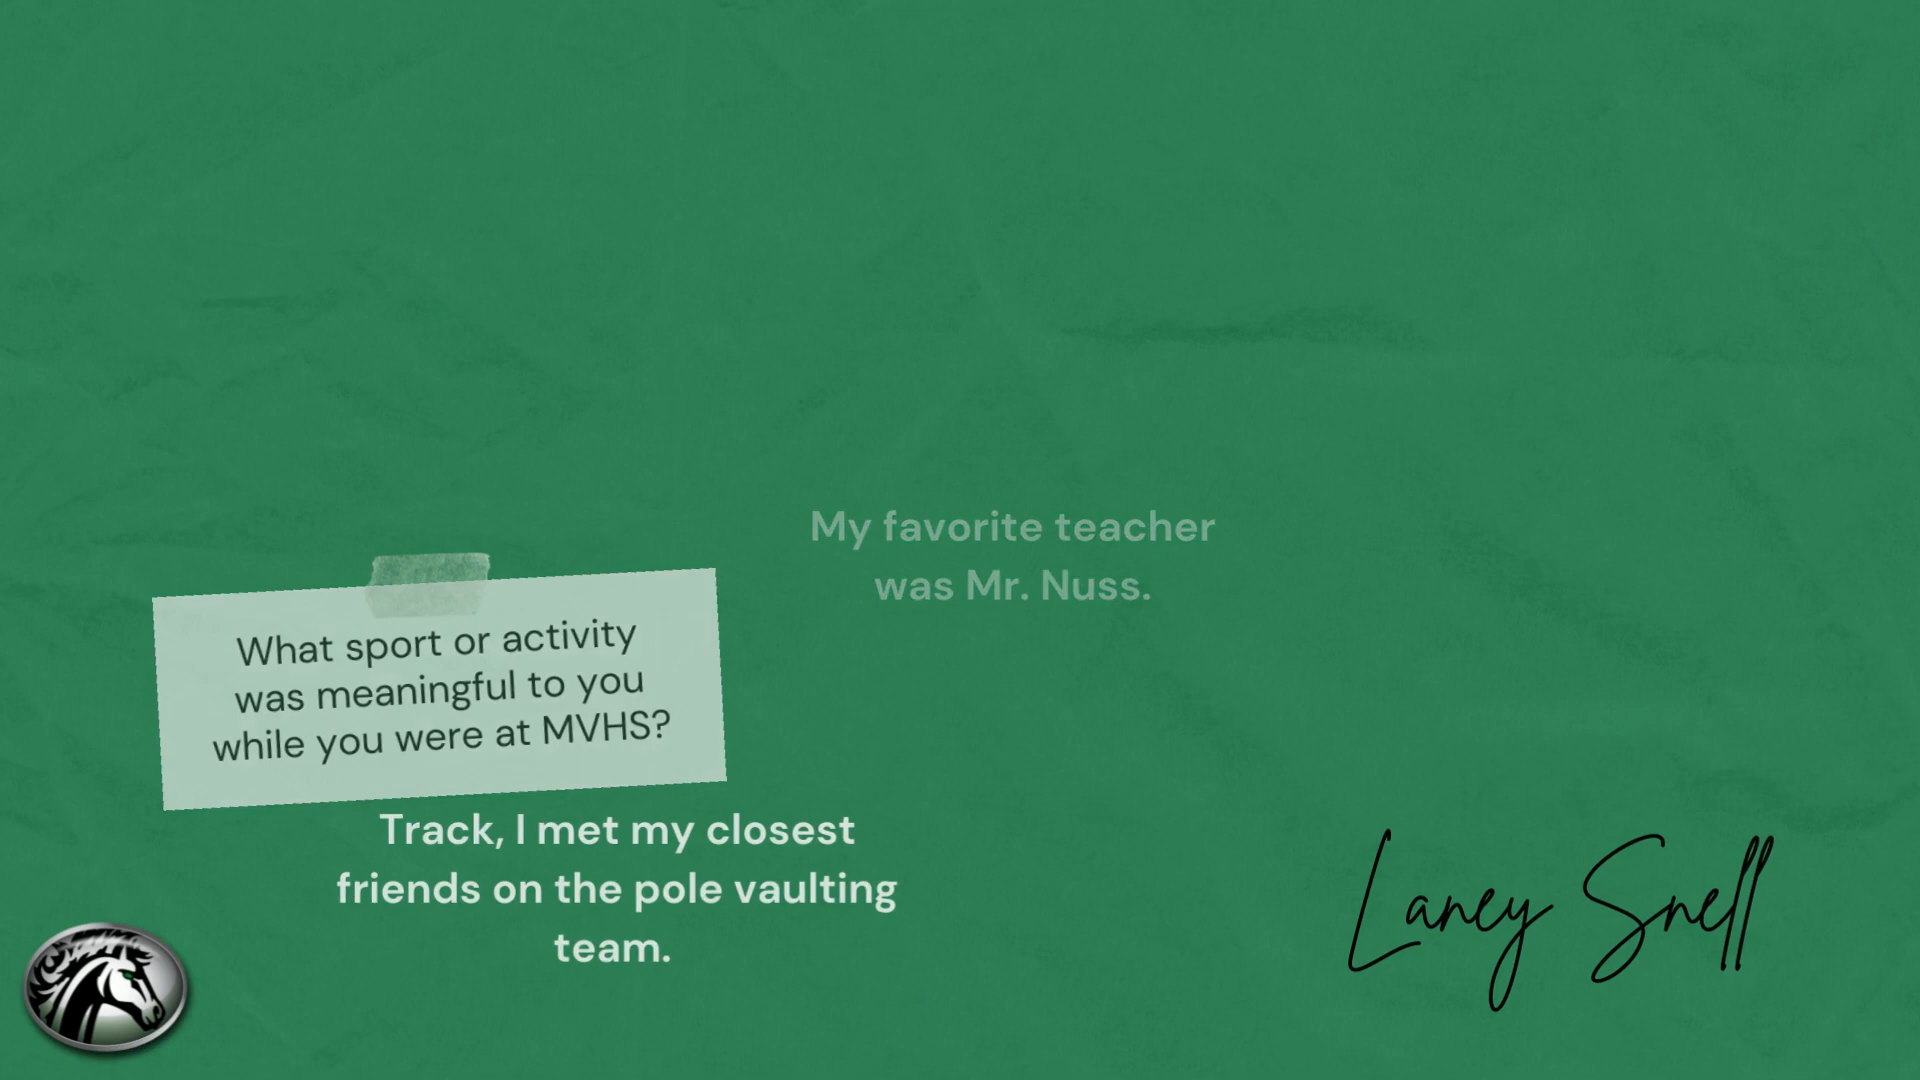 My favorite teacher
was Mr. Nuss.
What sport or activity
was meaningful to you
while you were at MVHS?
Track, I met my closest
friends on the pole vaulting
team.
Laney Snell